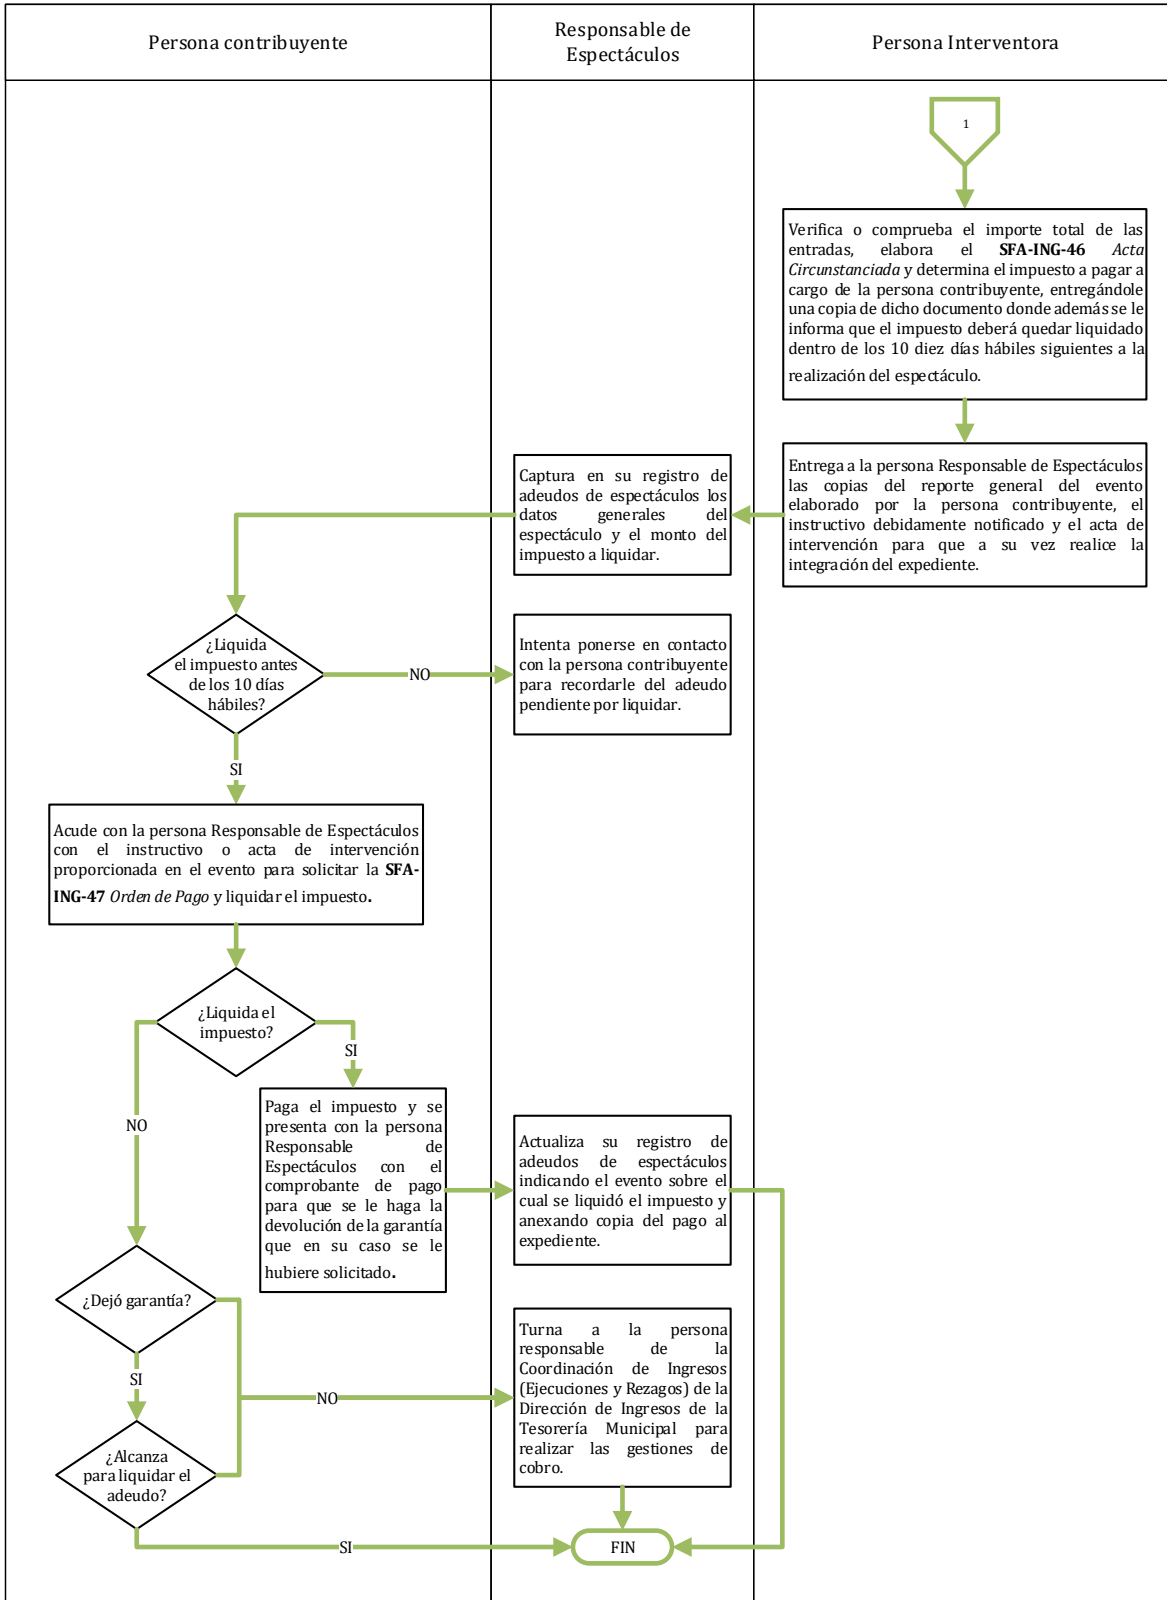 Persona contribuyente
Responsable de
Espectáculos
Persona Interventora
1
Verifica o comprueba el importe total de las
entradas, elabora el SFA-ING-46 Acta
Circunstanciada y determina el impuesto a pagar a
cargo de la persona contribuyente, entregándole
una copia de dicho documento donde además se le
informa que el impuesto deberá quedar liquidado
dentro de los 10 diez días hábiles siguientes a la
realización del espectáculo.
Entrega a la persona Responsable de Espectáculos
las copias del reporte general del evento
elaborado por la persona contribuyente, el
instructivo debidamente notificado y el acta de
intervención para que a su vez realice la
integración del expediente.
Captura en su registro de
adeudos de espectáculos los
datos generales del
espectáculo y el monto del
impuesto a liquidar.
¿Liquida
el impuesto antes
de los 10 días
hábiles?
NO
Intenta ponerse en contacto
con la persona contribuyente
para recordarle del adeudo
pendiente por liquidar.
SI
Acude con la persona Responsable de Espectáculos
con el instructivo o acta de intervención
proporcionada en el evento para solicitar la SFA-
ING-47 Orden de Pago y liquidar el impuesto.
¿Liquida el
impuesto?
SI
NO
Paga el impuesto y se
presenta con la persona
Responsable de
Espectáculos con el
comprobante de pago
para que se le haga la
devolución de la garantía
que en su caso se le
hubiere solicitado.
Actualiza su registro de
adeudos de espectáculos
indicando el evento sobre el
cual se liquidó el impuesto y
anexando copia del pago al
expediente.
¿Dejó garantía?
SI
NO
Turna a la persona
responsable de la
Coordinación de Ingresos
(Ejecuciones y Rezagos) de la
Dirección de Ingresos de la
Tesorería Municipal para
realizar las gestiones de
cobro.
¿Alcanza
para liquidar el
adeudo?
SI
FIN